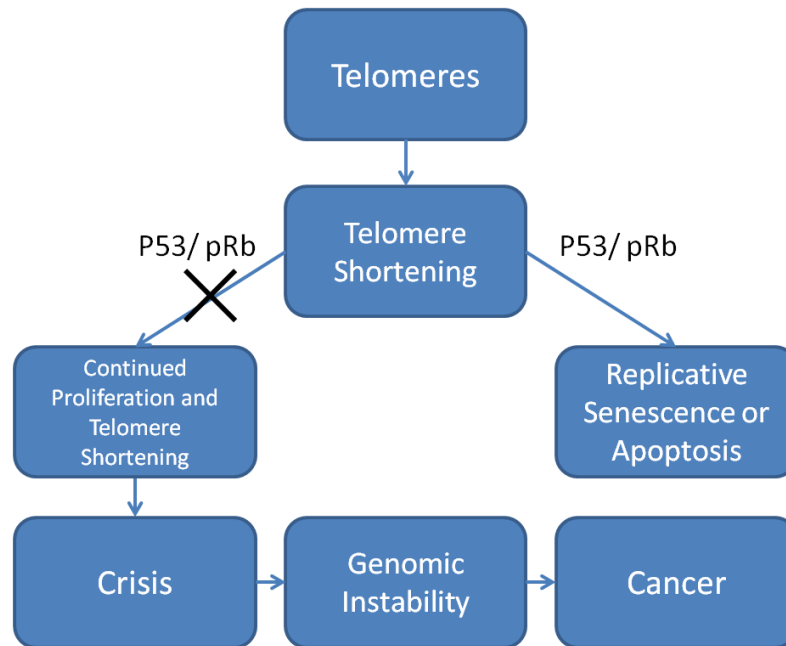 Telomeres
P53/ pRb
Telomere
Shortening
P53/ pRb
Continued
Proliferation and
Telomere
Shortening
Replicative
Senescence or
Apoptosis
Crisis
Genomic
Instability
Cancer